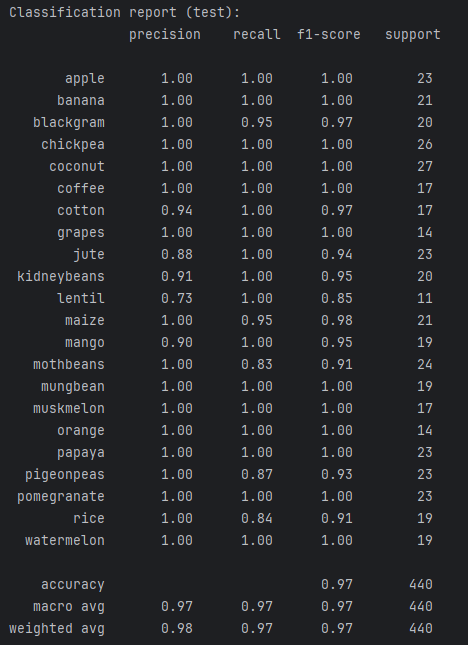 Classification report (test):
precision recall f1-score support
apple 1.00 1.00 1.00 23
banana 1.00 1.00 1.00 21
blackgram 1.00 0.95 0.97 20
chickpea 1.00 1.00 1.00 26
coconut 1.00 1.00 1.00 27
coffee 1.00 1.00 1.00 17
cotton 0.94 1.00 0.97 17
grapes 1.00 1.00 1.00 14
jute 0.88 1.00 0.94 23
kidneybeans 0.91 1.00 0.95 20
lentil 0.73 1.00 0.85 11
maize 1.00 0.95 0.98 21
mango 0.90 1.00 0.95 19
mothbeans 1.00 0.83 0.91 24
mungbean 1.00 1.00 1.00 19
muskmelon 1.00 1.00 1.00 17
orange 1.00 1.00 1.00 14
papaya 1.00 1.00 1.00 23
pigeonpeas 1.00 0.87 0.93 23
pomegranate 1.00 1.00 1.00 23
rice 1.00 0.84 0.91 19
watermelon 1.00 1.00 1.00 19
accuracy 0.97 440
macro avg 0.97 0.97 0.97 440
weighted avg 0.98 0.97 0.97 440